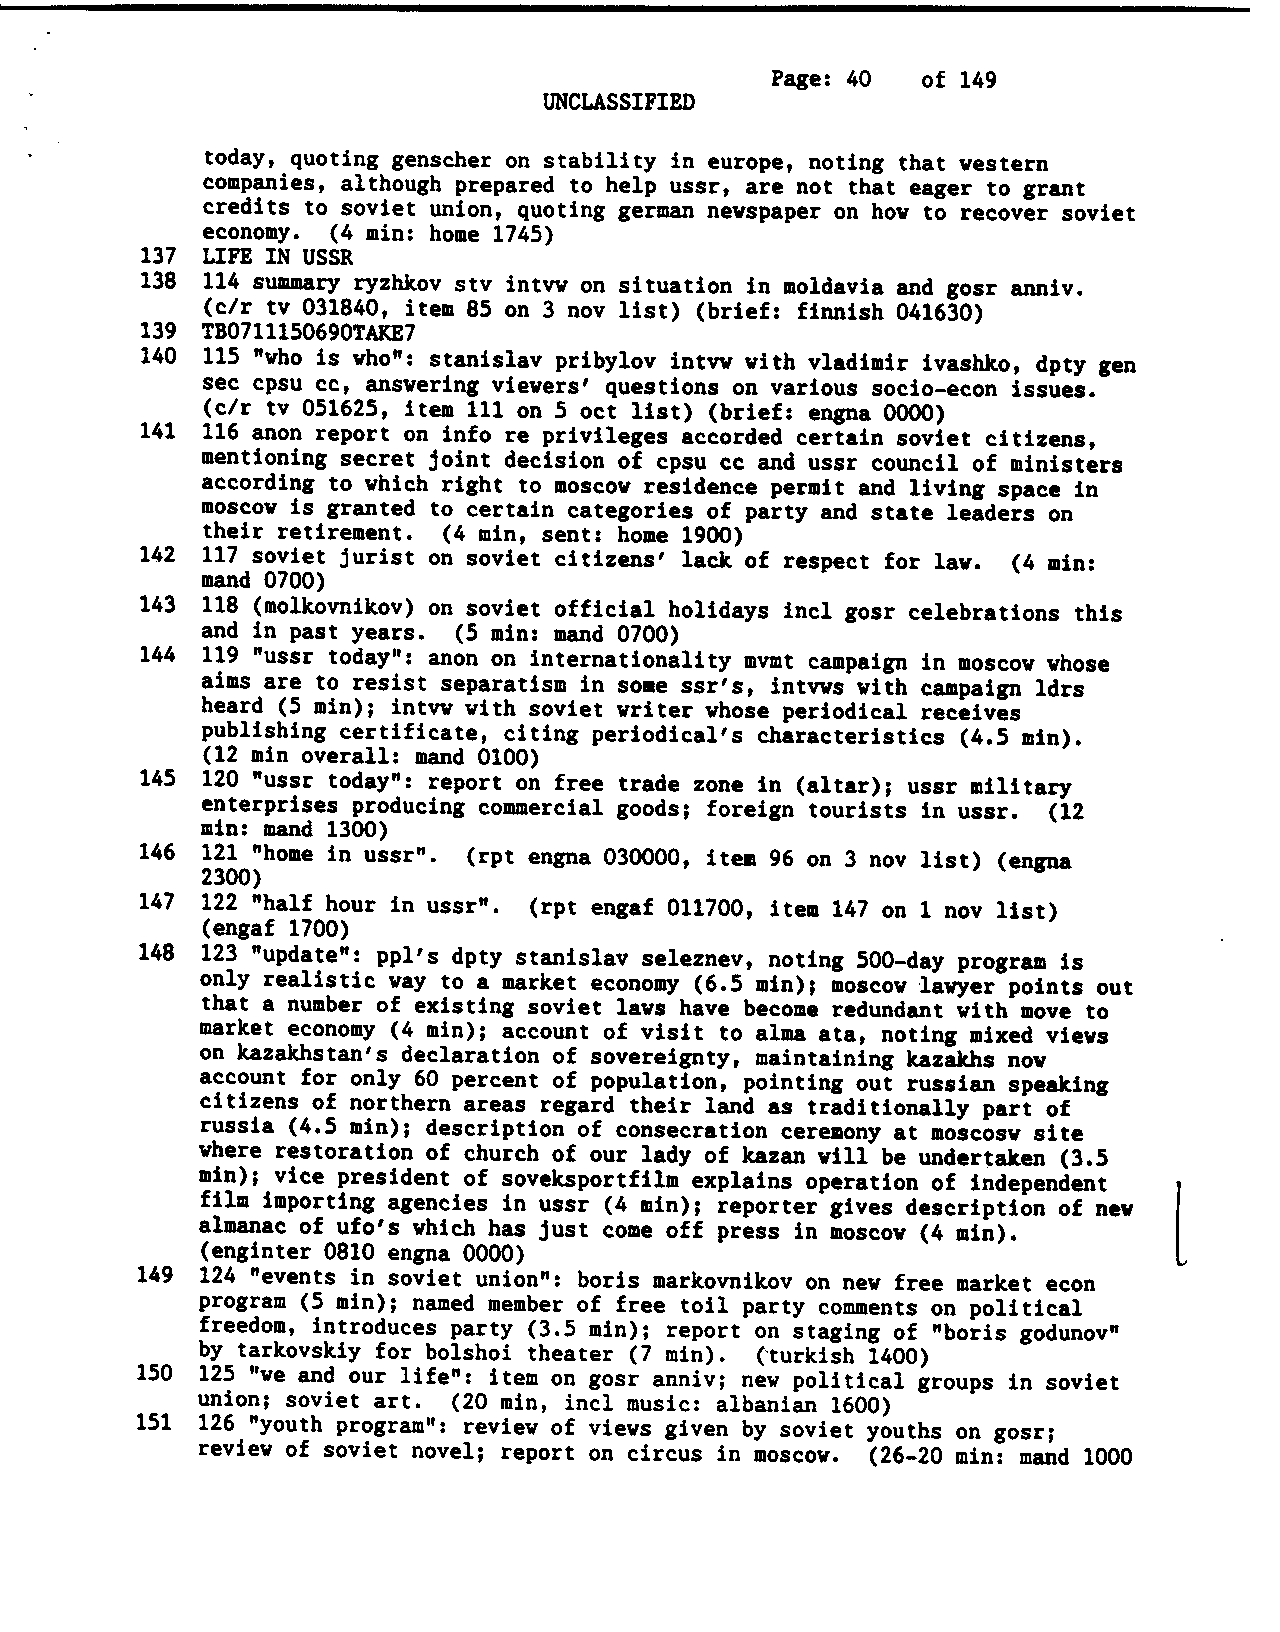 Page: 40 of 149
UNCLASSIFIED
today, quoting genscher on stability in europe, noting that western
companies, although prepared to help ussr, are not that eager to grant
credits to soviet union, quoting german newspaper on how to recover soviet
economy. (4 min: home 1745)
137 LIFE IN USSR
138 114 summary ryzhkov stv intvw on situation in moldavia and gosr anniv.
(c/r tv 031840, item 85 on 3 nov list) (brief: finnish 041630)
139 TB0711150690TAKE7
140 115 "who is who": stanislav pribylov intvw with vladimir ivashko, dpty gen
sec cpsu cc, answering viewers' questions on various socio-econ issues.
(c/r tv 051625, item 111 on 5 oct list) (brief: engna 0000)
141 116 anon report on info re privileges accorded certain soviet citizens,
mentioning secret joint decision of cpsu cc and ussr council of ministers
according to which right to moscow residence permit and living space in
moscow is granted to certain categories of party and state leaders on
their retirement. (4 min, sent: home 1900)
142 117 soviet jurist on soviet citizens' lack of respect for law. (4 min:
mand 0700)
143 118 (molkovnikov) on soviet official holidays incl gosr celebrations this
and in past years. (5 min: mand 0700)
144 119 "ussr today": anon on internationality mvmt campaign in moscow whose
aims are to resist separatism in some ssr's, intvws with campaign ldrs
heard (5 min); intvw with soviet writer whose periodical receives
publishing certificate, citing periodical's characteristics (4.5 min).
(12 min overall: mand 0100)
145 120 "ussr today": report on free trade zone in (altar); ussr military
enterprises producing commercial goods; foreign tourists in ussr. (12
min: mand 1300)
146 121 "home in ussr". (rpt engna 030000, item 96 on 3 nov list) (engna
2300)
147 122 "half hour in ussr". (rpt engaf 011700, item 147 on 1 nov list)
(engaf 1700)
148 123 "update": ppl's dpty stanislav seleznev, noting 500-day program is
only realistic way to a market economy (6.5 min); moscow lawyer points out
that a number of existing soviet laws have become redundant with move to
market economy (4 min); account of visit to alma ata, noting mixed views
on kazakhstan's declaration of sovereignty, maintaining kazakhs now
account for only 60 percent of population, pointing out russian speaking
citizens of northern areas regard their land as traditionally part of
russia (4.5 min); description of consecration ceremony at moscosw site
where restoration of church of our lady of kazan will be undertaken (3.5
min); vice president of soveksportfilm explains operation of independent
film importing agencies in ussr (4 min); reporter gives description of new
almanac of ufo's which has just come off press in moscow (4 min).
(enginter 0810 engna 0000)
149 124 "events in soviet union": boris markovnikov on new free market econ
program (5 min); named member of free toil party comments on political
freedom, introduces party (3.5 min); report on staging of "boris godunov"
by tarkovskiy for bolshoi theater (7 min). (turkish 1400)
150 125 "we and our life": item on gosr anniv; new political groups in soviet
union; soviet art. (20 min, incl music: albanian 1600)
151 126 "youth program": review of views given by soviet youths on gosr;
review of soviet novel; report on circus in moscow. (26-20 min: mand 1000